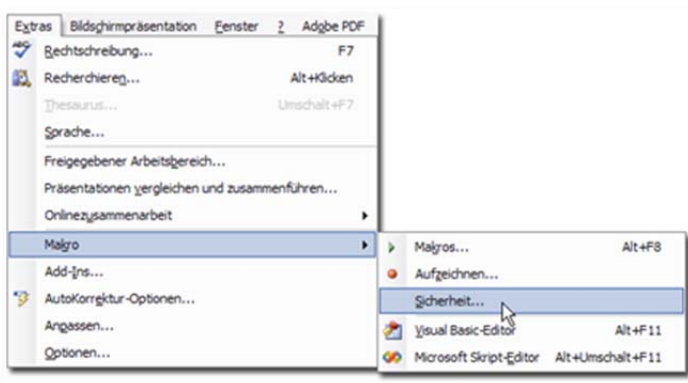 Extras Bildschirmpräsentation Fenster ? Adobe PDF
Rechtschreibung... F7
Recherchieren... Alt+Klicken
Thesaurus... Umschalt+F7
Sprache...
Freigegebener Arbeitsbereich...
Präsentationen vergleichen und zusammenführen...
Onlinezusammenarbeit
Makro
Add-Ins...
AutoKorrektur-Optionen...
Anpassen...
Optionen...
Makros... Alt+F8
Aufzeichnen...
Sicherheit...
Visual Basic-Editor Alt+F11
Microsoft Skript-Editor Alt+Umschalt+F11